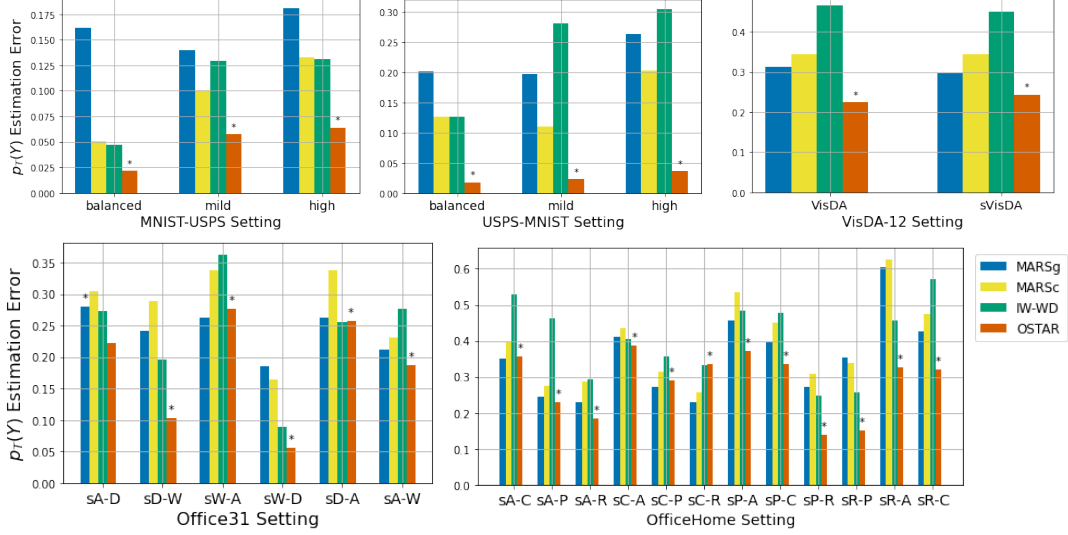 p_T(Y) Estimation Error
0.175
0.150
0.125
0.100
0.075
0.050
0.025
0.000
* * *
balanced mild high
MNIST-USPS Setting
0.30
0.25
0.20
0.15
0.10
0.05
0.00
* * *
balanced mild high
USPS-MNIST Setting
0.4
0.3
0.2
0.1
0.0
* *
VisDA sVisDA
VisDA-12 Setting
p_T(Y) Estimation Error
0.35
0.30
0.25
0.20
0.15
0.10
0.05
0.00
* * * * * *
sA-D sD-W sW-A sW-D sD-A sA-W
Office31 Setting
0.6
0.5
0.4
0.3
0.2
0.1
0.0
* * * * * * * * * * * *
sA-C sA-P sA-R sC-A sC-P sC-R sP-A sP-C sP-R sR-P sR-A sR-C
OfficeHome Setting
MARSg
MARSc
IW-WD
OSTAR